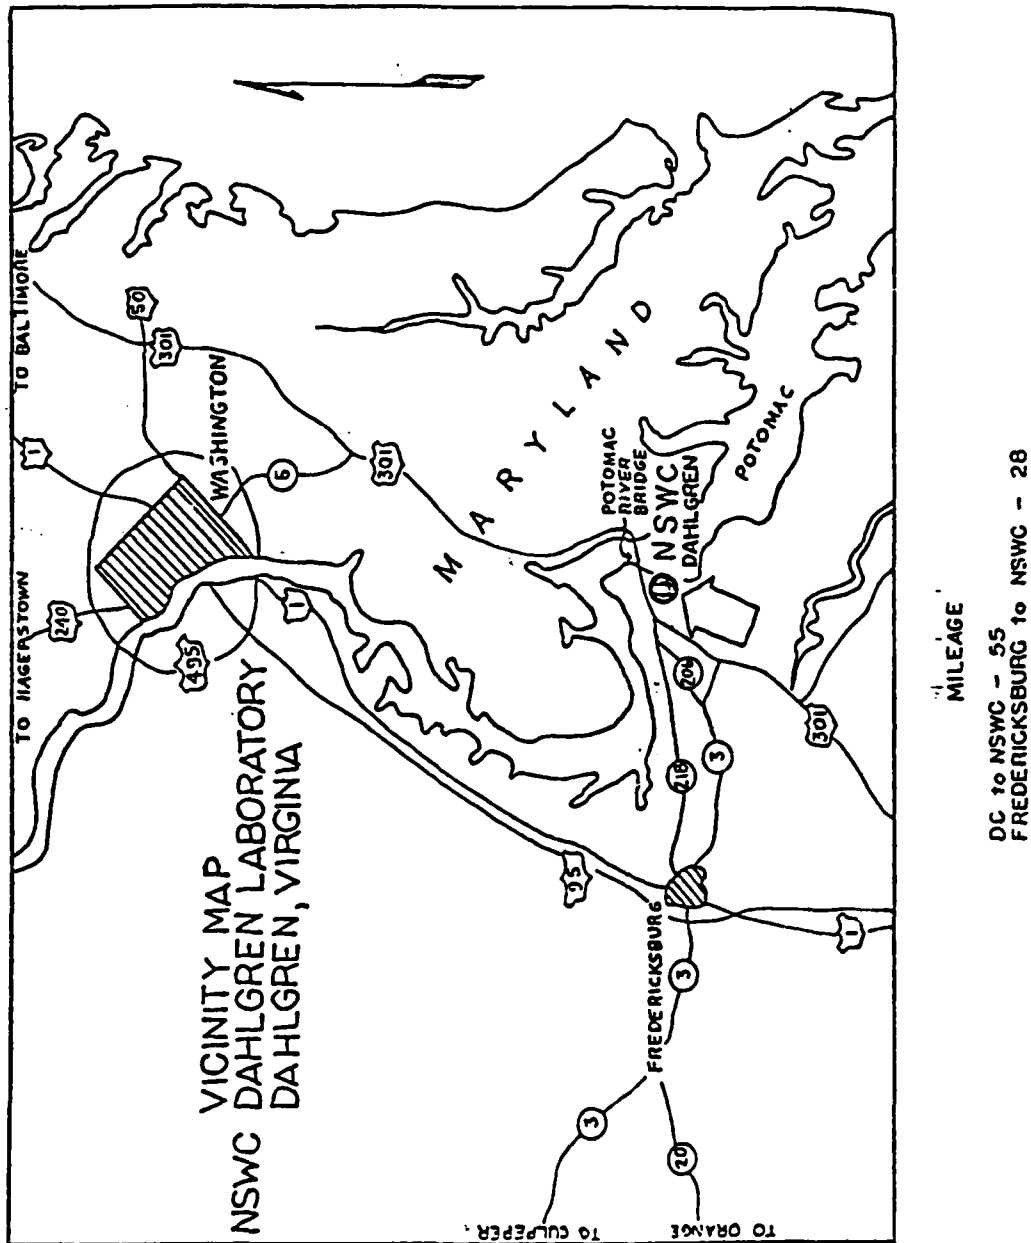 VICINITY MAP
NSWC DAHLGREN LABORATORY
DAHLGREN, VIRGINIA
TO HAGERSTOWN
TO BALTIMORE
240
1
50
301
495
WASHINGTON
5
1
301
MARYLAND
POTOMAC
RIVER
BRIDGE
NSWC
DAHLGREN
POTOMAC
95
218
206
3
301
FREDERICKSBURG
3
1
3
20
TO CULPEPER
TO ORANGE
MILEAGE
DC to NSWC - 55
FREDERICKSBURG to NSWC - 28